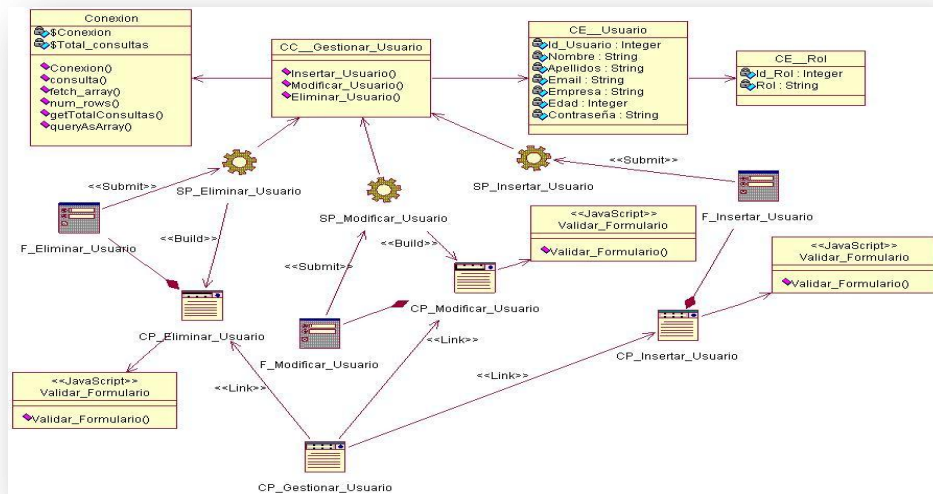 Conexion
$Conexion
$Total_consultas
Conexion()
consulta()
fetch_array()
num_rows()
getTotalConsultas()
queryAsArray()
CC__Gestionar_Usuario
Insertar_Usuario()
Modificar_Usuario()
Eliminar_Usuario()
CE__Usuario
Id_Usuario : Integer
Nombre : String
Apellidos : String
Email : String
Empresa : String
Edad : Integer
Contraseña : String
CE__Rol
Id_Rol : Integer
Rol : String
<<Submit>>
SP_Eliminar_Usuario
F_Eliminar_Usuario
<<Build>>
SP_Modificar_Usuario
<<Submit>>
<<Build>>
SP_Insertar_Usuario
<<Submit>>
F_Insertar_Usuario
<<JavaScript>>
Validar_Formulario
Validar_Formulario()
<<JavaScript>>
Validar_Formulario
Validar_Formulario()
CP_Eliminar_Usuario
F_Modificar_Usuario
CP_Modificar_Usuario
CP_Insertar_Usuario
<<Link>>
<<Link>>
<<Link>>
<<JavaScript>>
Validar_Formulario
Validar_Formulario()
CP_Gestionar_Usuario